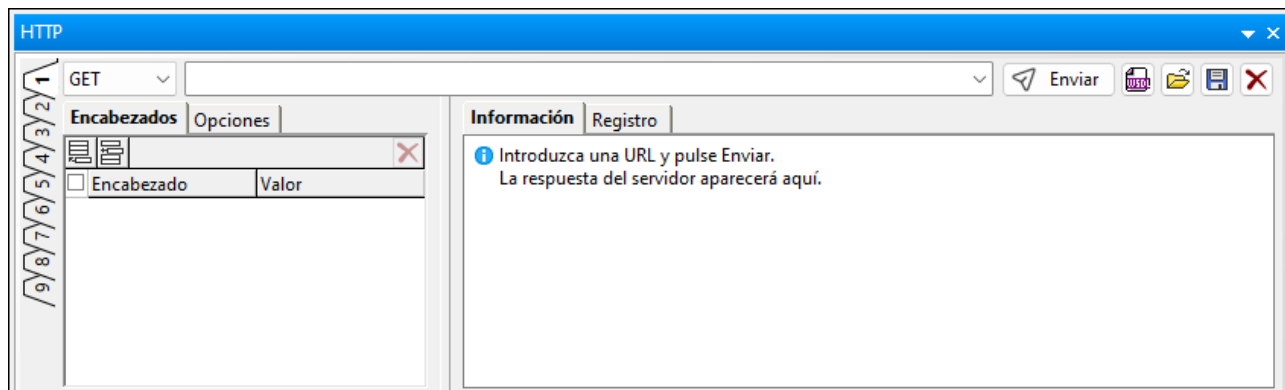 HTTP
GET
Enviar
WSDL
1
2
3
4
5
6
7
8
9
Encabezados Opciones
Encabezado Valor
Información Registro
Introduzca una URL y pulse Enviar.
La respuesta del servidor aparecerá aquí.